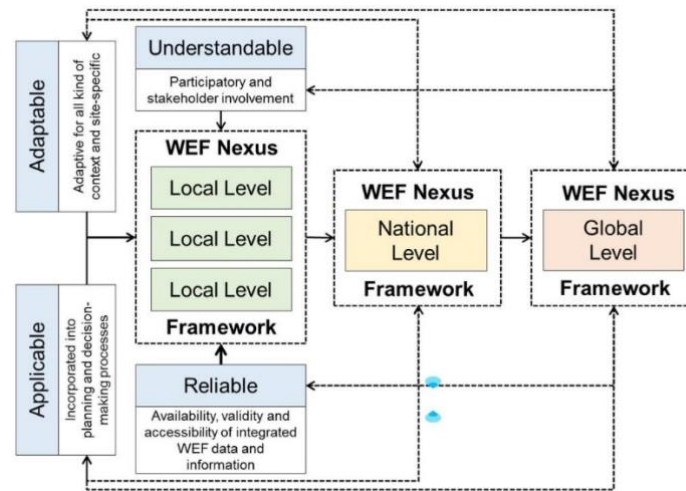 Adaptable
Adaptive for all kind of
context and site-specific
Understandable
Participatory and
stakeholder involvement
WEF Nexus
Local Level
Local Level
Local Level
Framework
WEF Nexus
National
Level
Framework
WEF Nexus
Global
Level
Framework
Applicable
Incorporated into
planning and decision-
making processes
Reliable
Availability, validity and
accessibility of integrated
WEF data and
information